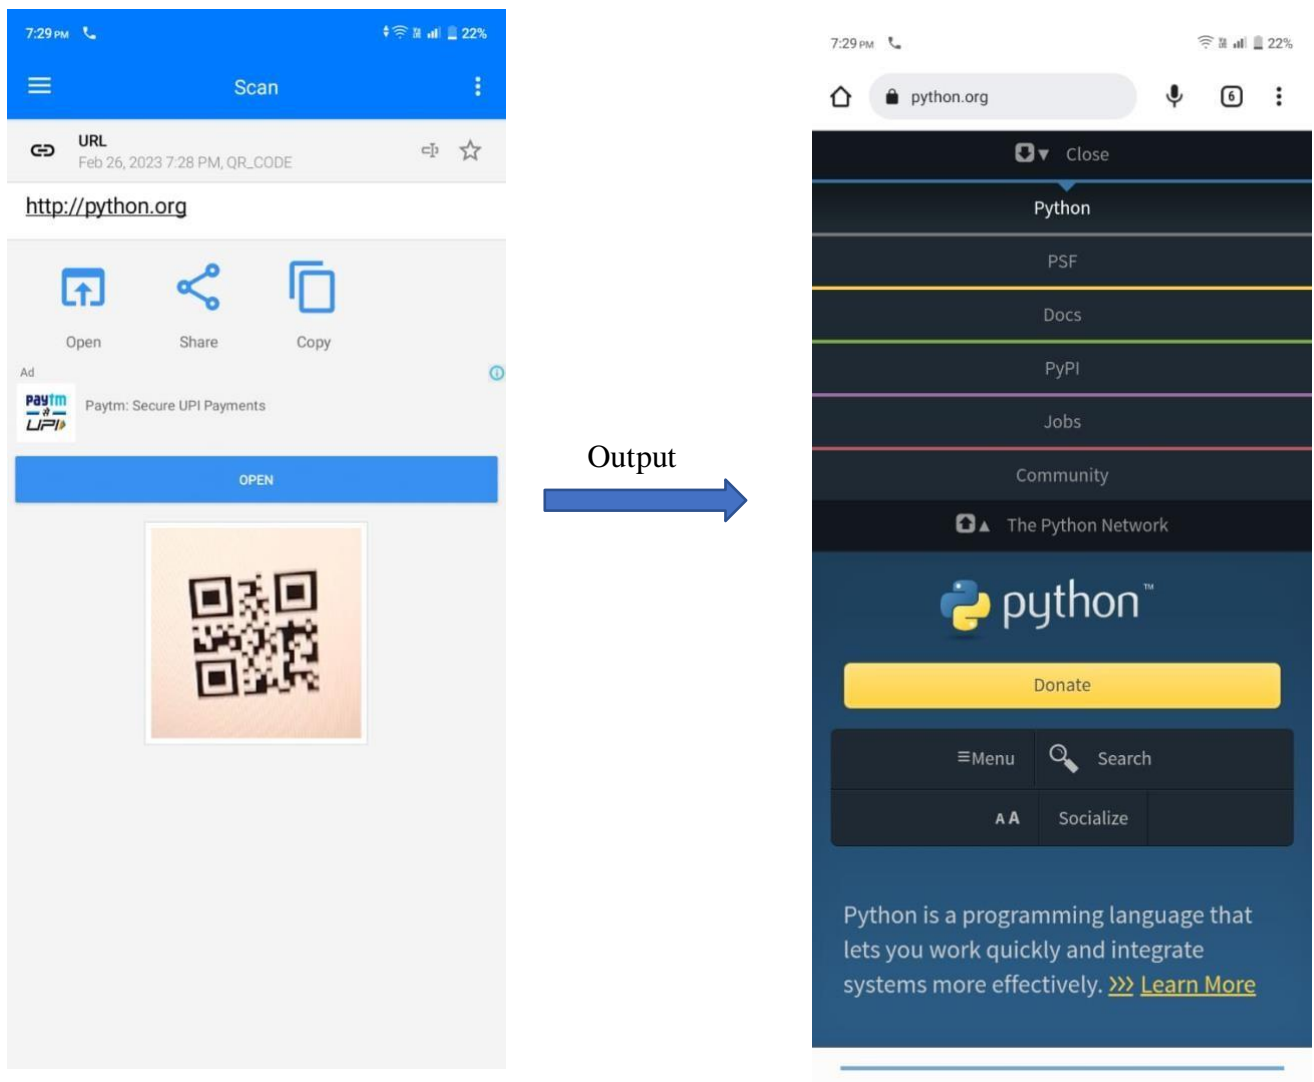 7:29 PM
22%
Scan
URL
Feb 26, 2023 7:28 PM, QR_CODE
http://python.org
Open Share Copy
Ad
Paytm UPI
Paytm: Secure UPI Payments
OPEN
Output
7:29 PM
22%
python.org
6
Close
Python
PSF
Docs
PyPI
Jobs
Community
The Python Network
python™
Donate
≡Menu
Search
A A
Socialize
Python is a programming language that
lets you work quickly and integrate
systems more effectively. >>> Learn More